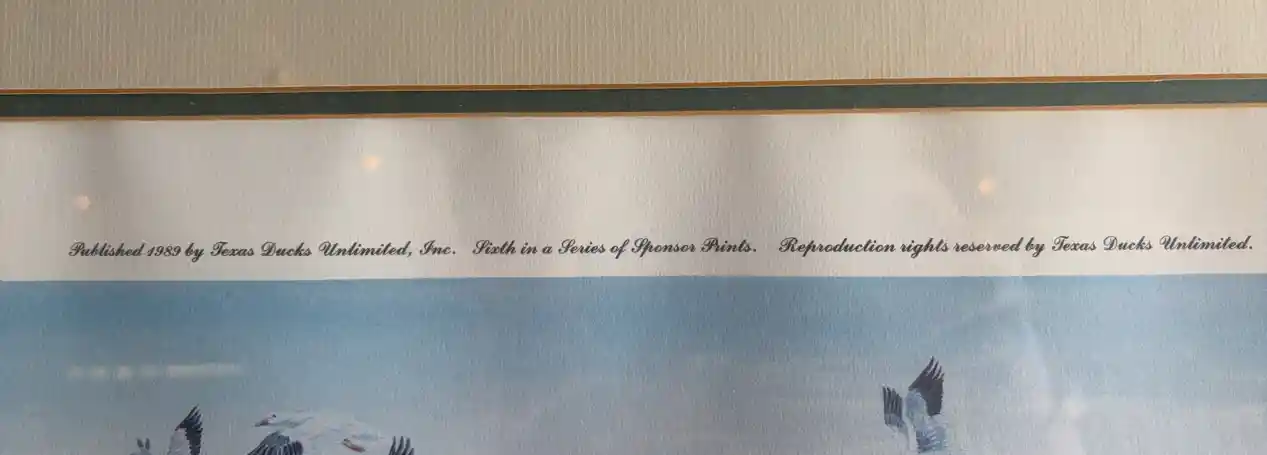 Published 1989 by Texas Ducks Unlimited, Inc. Sixth in a Series of Sponsor Prints. Reproduction rights reserved by Texas Ducks Unlimited.